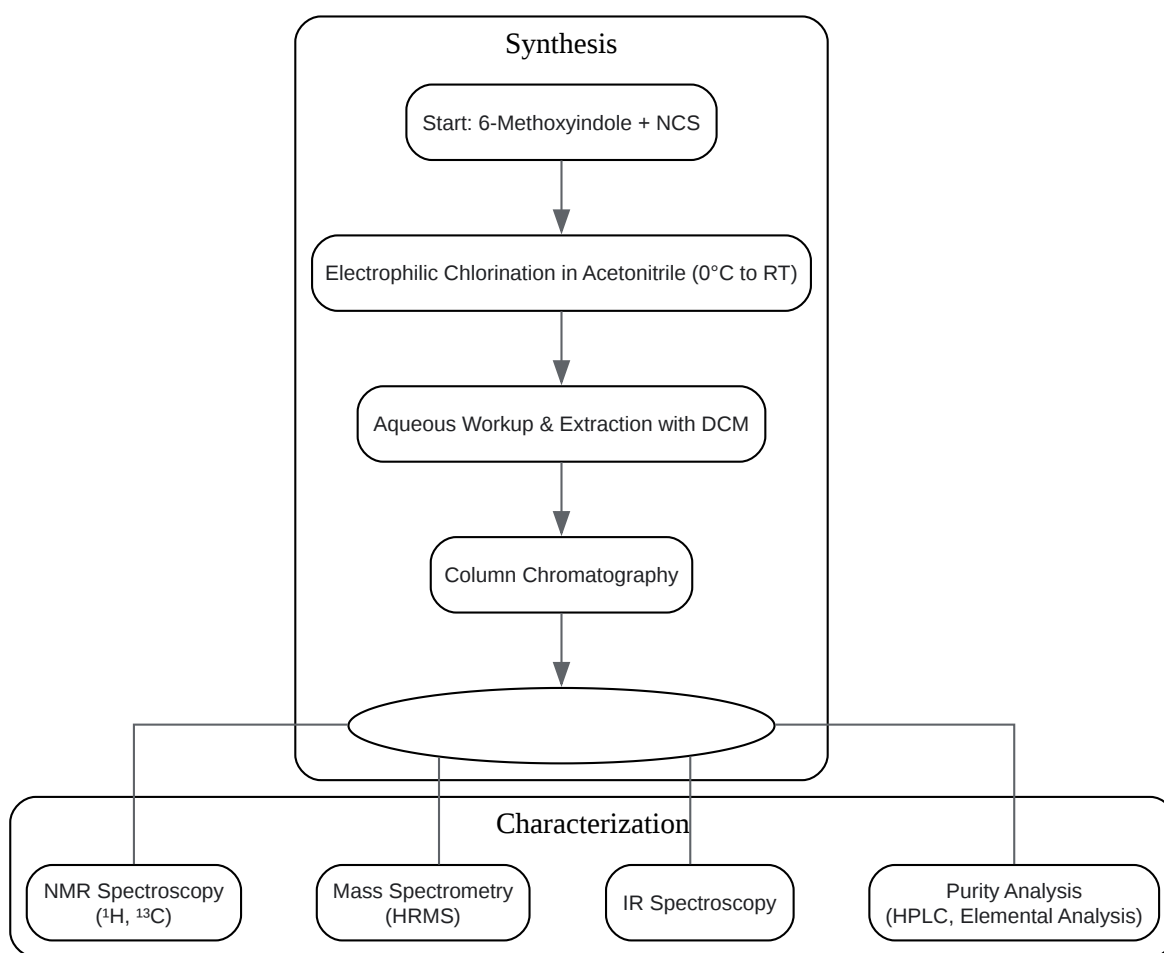 Synthesis
Start: 6-Methoxyindole + NCS
Electrophilic Chlorination in Acetonitrile (0°C to RT)
Aqueous Workup & Extraction with DCM
Column Chromatography
Characterization
NMR Spectroscopy
(¹H, ¹³C)
Mass Spectrometry
(HRMS)
IR Spectroscopy
Purity Analysis
(HPLC, Elemental Analysis)